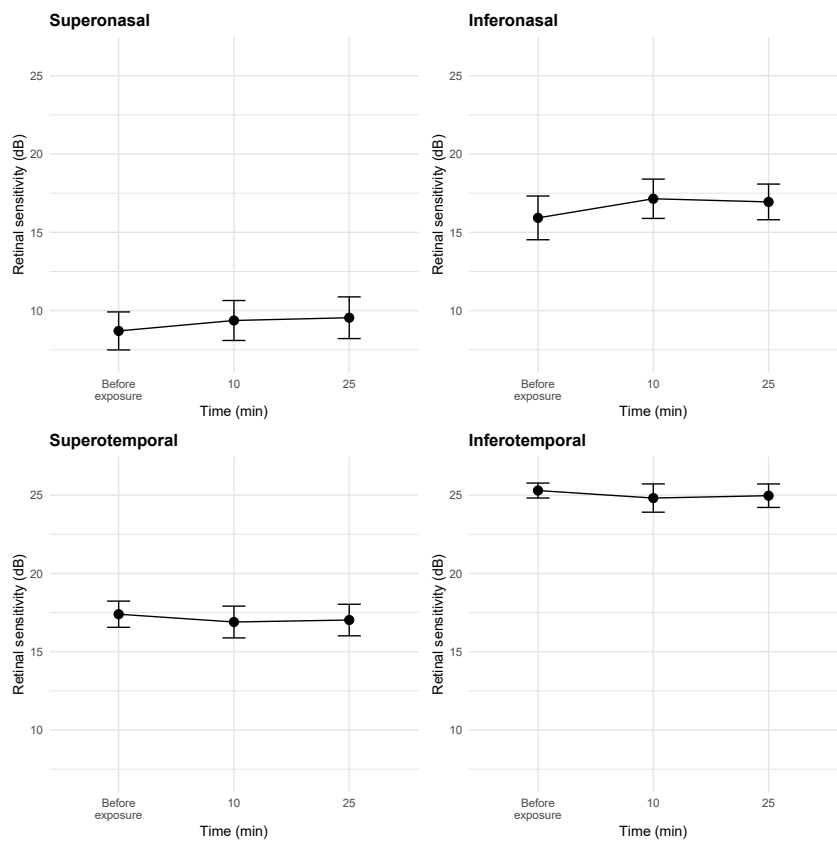 Superonasal
Retinal sensitivity (dB)
25
20
15
10
Before
exposure
10
25
Time (min)
Inferonasal
Retinal sensitivity (dB)
25
20
15
10
Before
exposure
10
25
Time (min)
Superotemporal
Retinal sensitivity (dB)
25
20
15
10
Before
exposure
10
25
Time (min)
Inferotemporal
Retinal sensitivity (dB)
25
20
15
10
Before
exposure
10
25
Time (min)